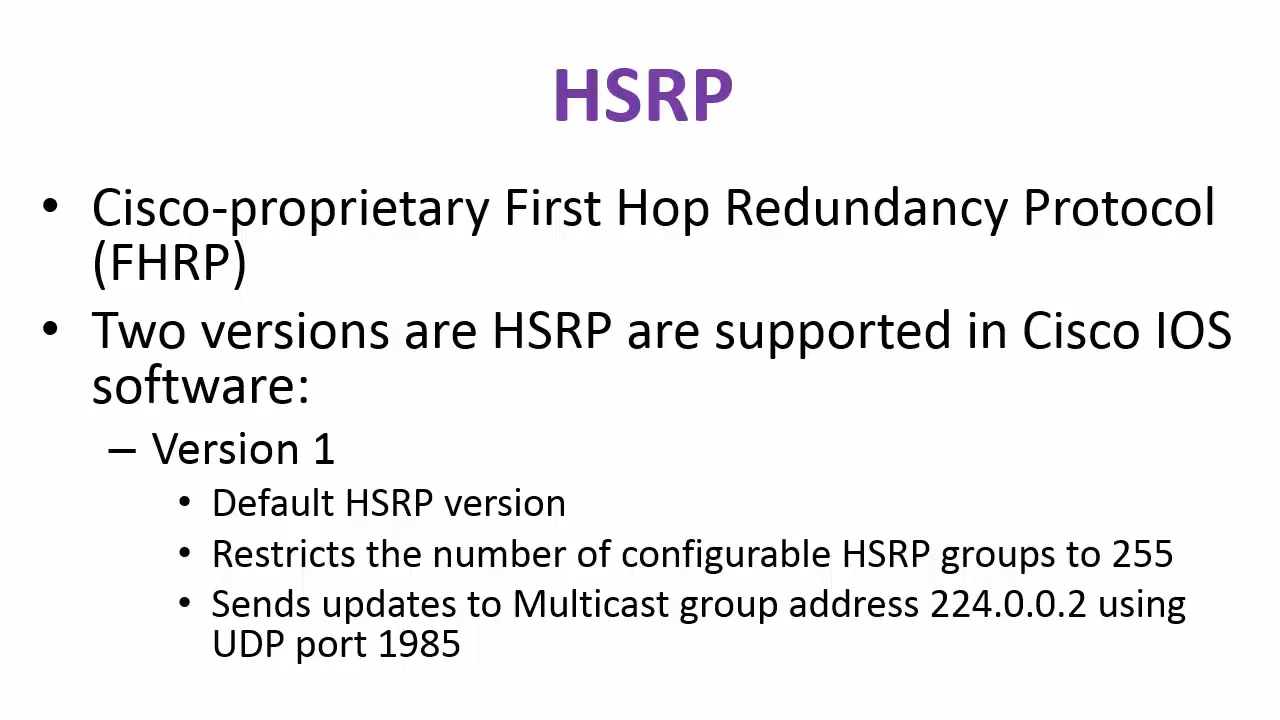 HSRP
• Cisco-proprietary First Hop Redundancy Protocol
(FHRP)
• Two versions are HSRP are supported in Cisco IOS
software:
– Version 1
• Default HSRP version
• Restricts the number of configurable HSRP groups to 255
• Sends updates to Multicast group address 224.0.0.2 using
UDP port 1985